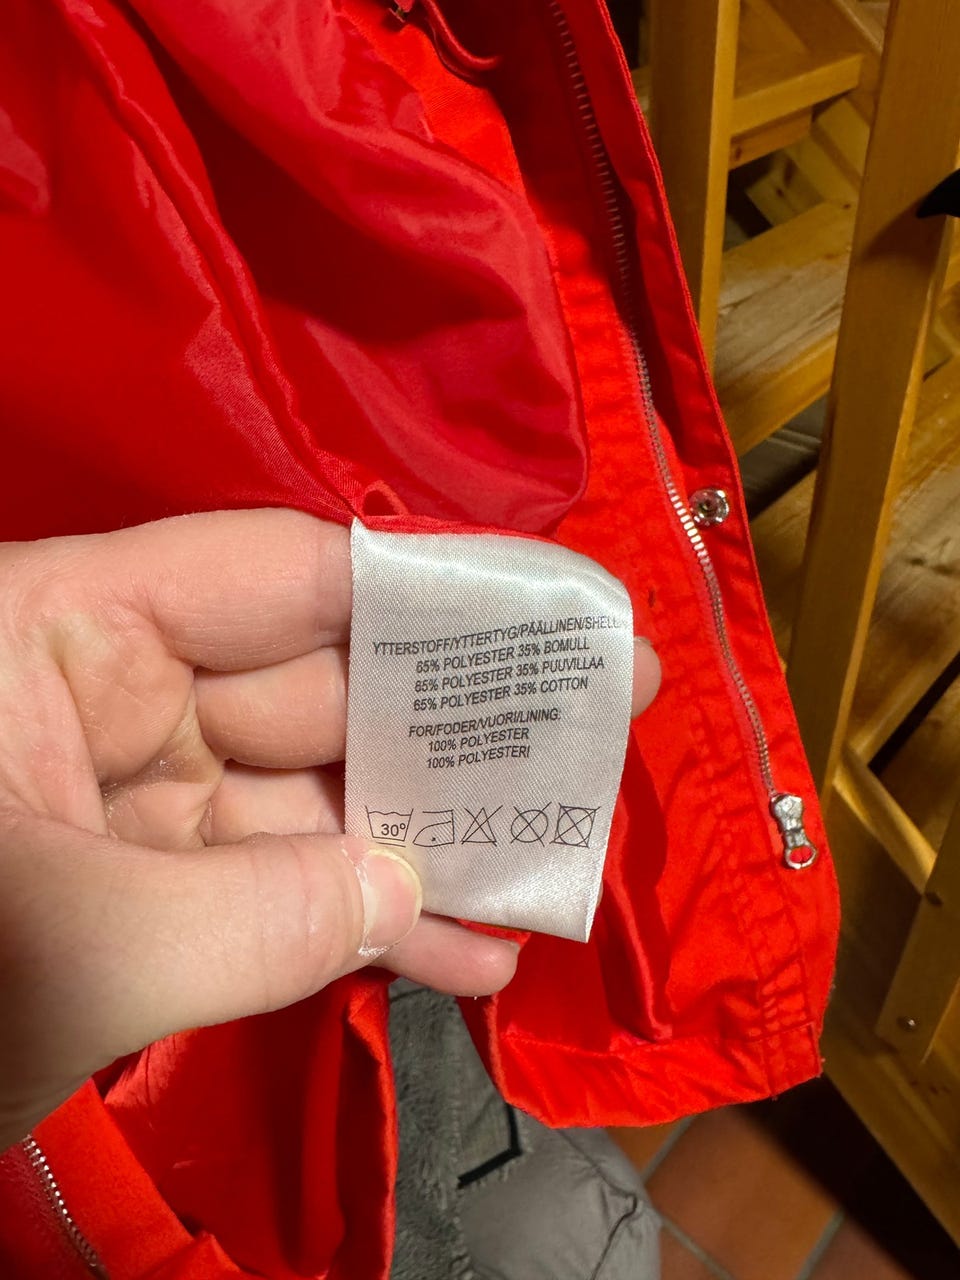 YTTERSTOFF/YTTERTYG/PÄÄLLINEN/SHELL
65% POLYESTER 35% BOMULL
65% POLYESTER 35% PUUVILLAA
65% POLYESTER 35% COTTON
FOR/FODER/VUORI/LINING:
100% POLYESTER
100% POLYESTERI
30°